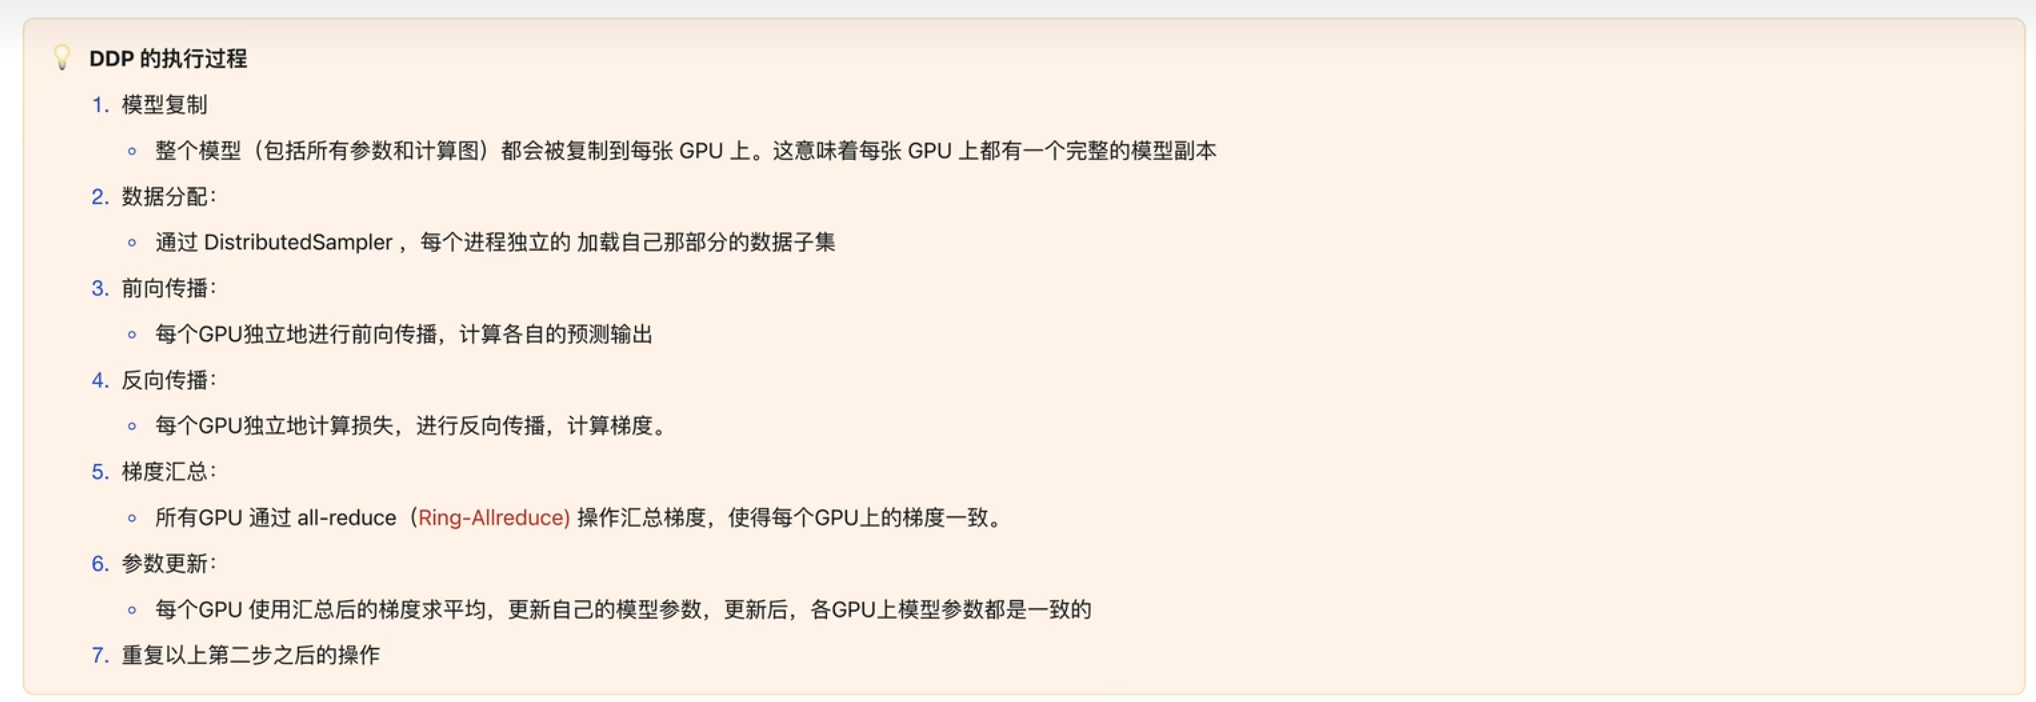 DDP 的执行过程
1. 模型复制
整个模型（包括所有参数和计算图）都会被复制到每张 GPU 上。这意味着每张 GPU 上都有一个完整的模型副本
2. 数据分配：
通过 DistributedSampler ，每个进程独立的 加载自己那部分的数据子集
3. 前向传播：
每个GPU独立地进行前向传播，计算各自的预测输出
4. 反向传播：
每个GPU独立地计算损失，进行反向传播，计算梯度。
5. 梯度汇总：
所有GPU 通过 all-reduce（Ring-Allreduce) 操作汇总梯度，使得每个GPU上的梯度一致。
6. 参数更新：
每个GPU 使用汇总后的梯度求平均，更新自己的模型参数，更新后，各GPU上模型参数都是一致的
7. 重复以上第二步之后的操作